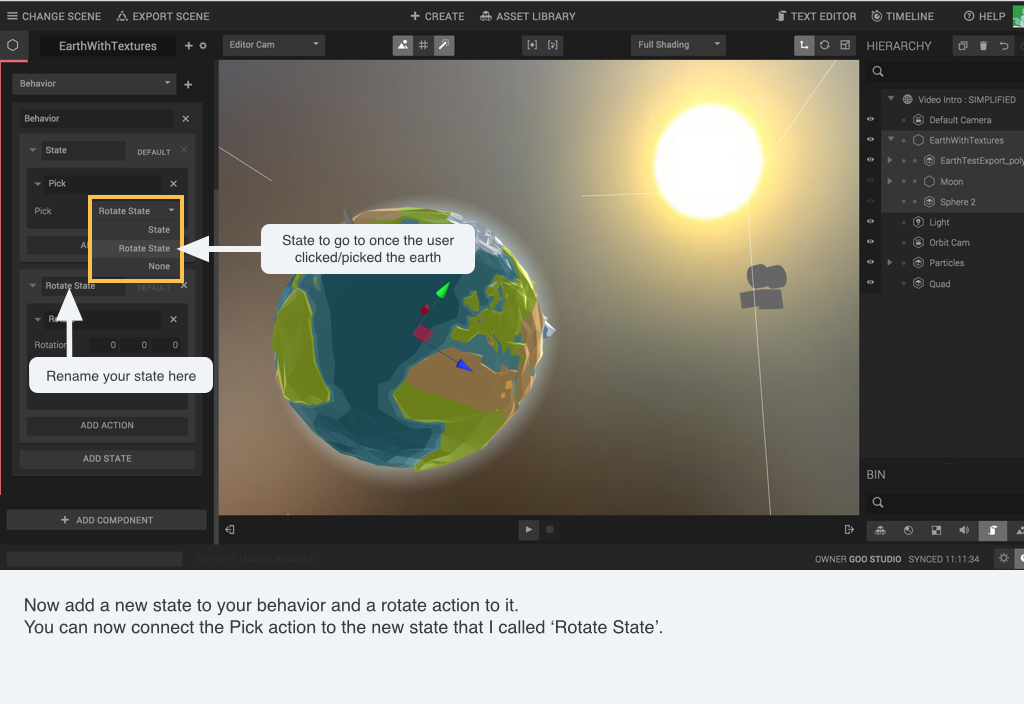 CHANGE SCENE
EXPORT SCENE
CREATE
ASSET LIBRARY
TEXT EDITOR
TIMELINE
HELP
EarthWithTextures
Editor Cam
Full Shading
HIERARCHY
Behavior
Behavior
State
DEFAULT
Pick
Pick
Rotate State
State
Rotate State
None
Rotate State
DEFAULT
Rotation
0 0 0
ADD ACTION
ADD STATE
ADD COMPONENT
State to go to once the user
clicked/picked the earth
Rename your state here
Video Intro : SIMPLIFIED
Default Camera
EarthWithTextures
EarthTestExport_poly
Moon
Sphere 2
Light
Orbit Cam
Particles
Quad
BIN
OWNER GOO STUDIO SYNCED 11:11:34
Now add a new state to your behavior and a rotate action to it.
You can now connect the Pick action to the new state that I called ‘Rotate State’.